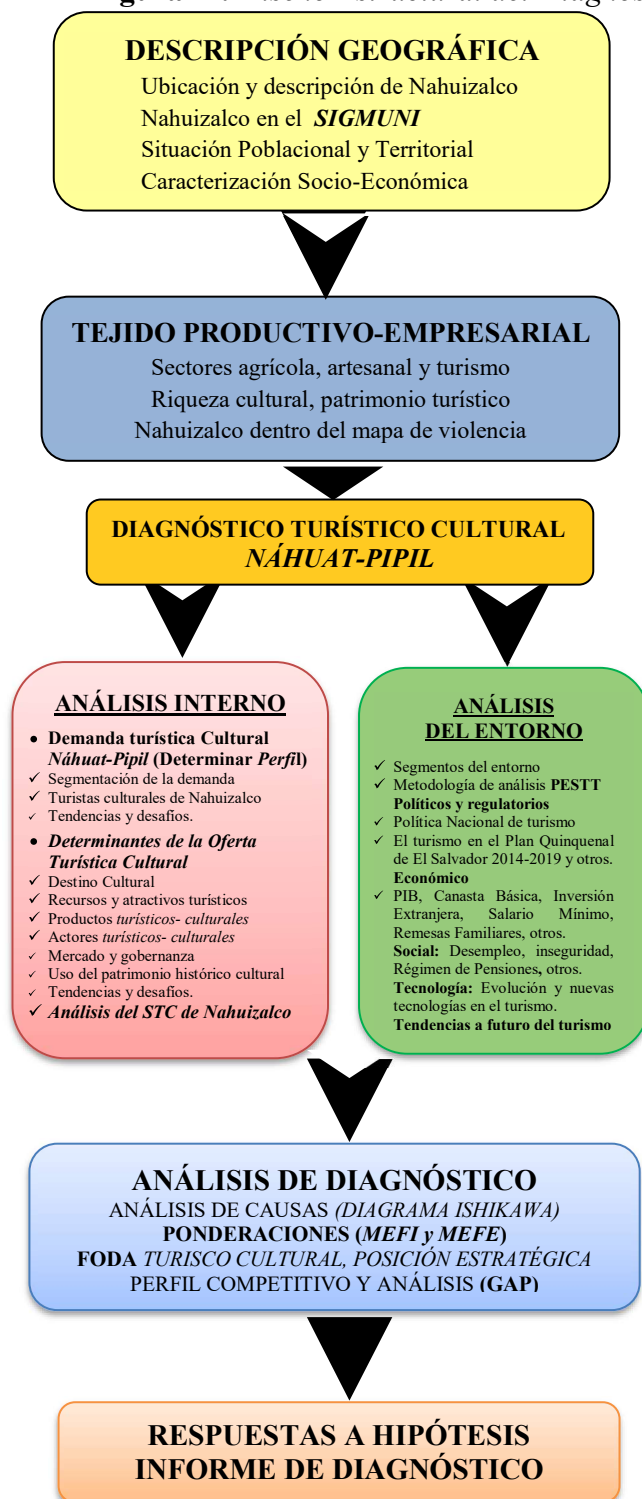 DESCRIPCIÓN GEOGRÁFICA
Ubicación y descripción de Nahuizalco
Nahuizalco en el SIGMUNI
Situación Poblacional y Territorial
Caracterización Socio-Económica
TEJIDO PRODUCTIVO-EMPRESARIAL
Sectores agrícola, artesanal y turismo
Riqueza cultural, patrimonio turístico
Nahuizalco dentro del mapa de violencia
DIAGNÓSTICO TURÍSTICO CULTURAL
NÁHUAT-PIPIL
ANÁLISIS INTERNO
• Demanda turística Cultural
Náhuat-Pipil (Determinar Perfil)
✓ Segmentación de la demanda
✓ Turistas culturales de Nahuizalco
✓ Tendencias y desafíos.
• Determinantes de la Oferta
Turística Cultural
✓ Destino Cultural
✓ Recursos y atractivos turísticos
✓ Productos turísticos- culturales
✓ Actores turísticos- culturales
✓ Mercado y gobernanza
✓ Uso del patrimonio histórico cultural
✓ Tendencias y desafíos.
✓ Análisis del STC de Nahuizalco
ANÁLISIS
DEL ENTORNO
✓ Segmentos del entorno
✓ Metodología de análisis PESTT
Políticos y regulatorios
✓ Política Nacional de turismo
✓ El turismo en el Plan Quinquenal
de El Salvador 2014-2019 y otros.
Económico
✓ PIB, Canasta Básica, Inversión
Extranjera, Salario Mínimo,
Remesas Familiares, otros.
Social: Desempleo, inseguridad,
Régimen de Pensiones, otros.
Tecnología: Evolución y nuevas
tecnologías en el turismo.
Tendencias a futuro del turismo
ANÁLISIS DE DIAGNÓSTICO
ANÁLISIS DE CAUSAS (DIAGRAMA ISHIKAWA)
PONDERACIONES (MEFI y MEFE)
FODA TURISCO CULTURAL, POSICIÓN ESTRATÉGICA
PERFIL COMPETITIVO Y ANÁLISIS (GAP)
RESPUESTAS A HIPÓTESIS
INFORME DE DIAGNÓSTICO